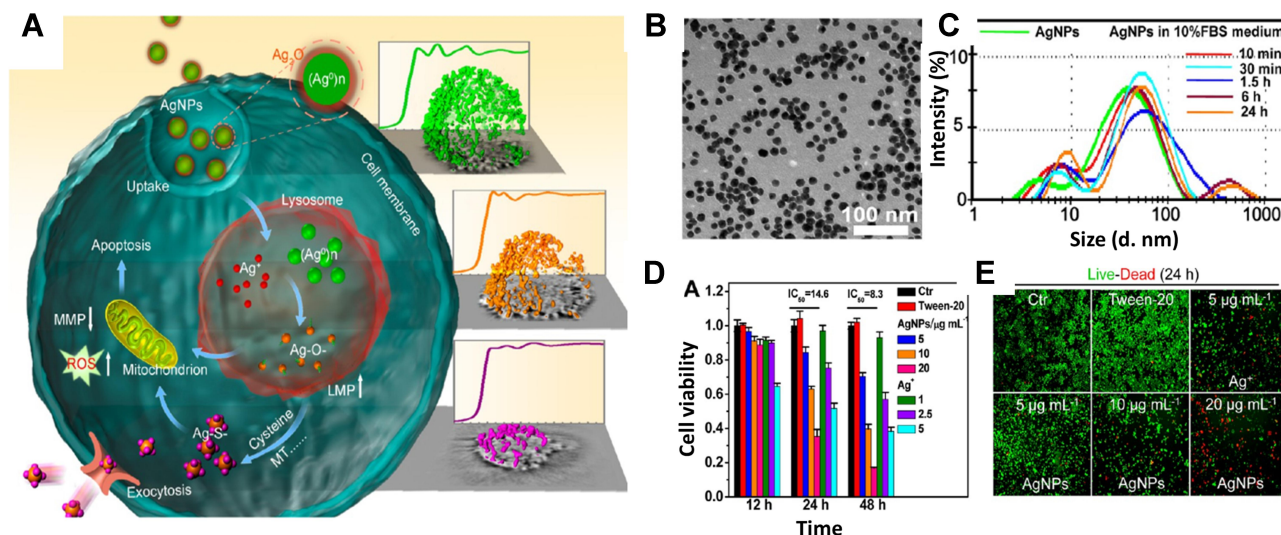 A
Ag2O
(Ag⁰)n
AgNPs
Uptake
Cell membrane
Lysosome
Apoptosis
Ag⁺
(Ag⁰)n
MMP
ROS
Mitochondrion
Ag-O-
LMP
Ag-S-
Cysteine
MT......
Exocytosis
B
100 nm
C
AgNPs
AgNPs in 10%FBS medium
10 min
30 min
1.5 h
6 h
24 h
Intensity (%)
10
5
0
1
10
100
1000
Size (d. nm)
D
A
IC50=14.6
IC50=8.3
Ctr
Tween-20
AgNPs/µg mL⁻¹
5
10
20
Ag⁺
1
2.5
5
Cell viability
1.2
1.0
0.8
0.6
0.4
0.2
0.0
12 h
24 h
48 h
Time
E
Live-Dead (24 h)
Ctr
Tween-20
5 µg mL⁻¹
Ag⁺
5 µg mL⁻¹
10 µg mL⁻¹
20 µg mL⁻¹
AgNPs
AgNPs
AgNPs